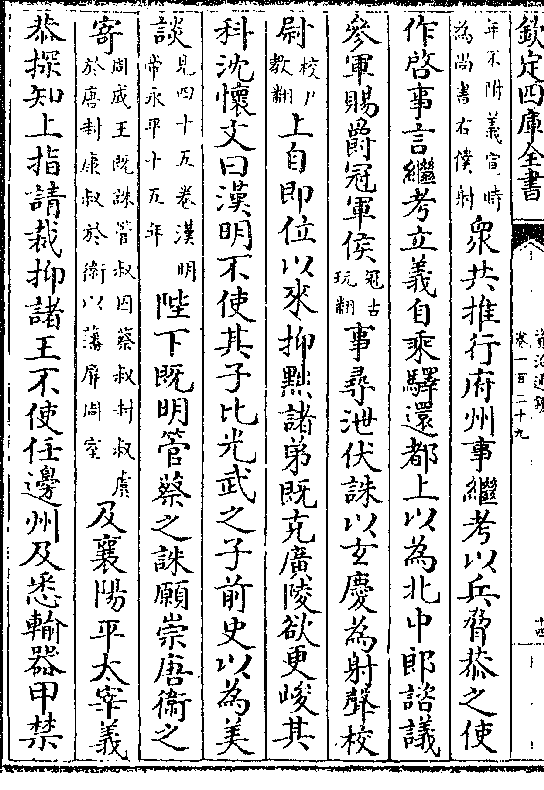 欽定四庫全書
資治通鑑
卷一百二十九
十四
年不附義宣時
為尚書右僕射
衆共推行府州事繼考以兵脅恭之使
作啓事言繼考立義自乘驛還都上以為北中郎諮議
參軍賜爵冠軍侯
冠古
玩翻
事尋泄伏誅以玄慶為射聲校
尉
校戶
教翻
上自即位以來抑黜諸弟既克廣陵欲更峻其
科沈懷文曰漢明不使其子比光武之子前史以為美
談
見四十五卷漢明
帝永平十五年
陛下既明管蔡之誅願崇唐衞之
寄
周成王既誅管叔囚蔡叔封叔虞
於唐封康叔於衞以藩屏周室
及襄陽平太宰義
恭探知上指請裁抑諸王不使任邊州及悉輸器甲禁